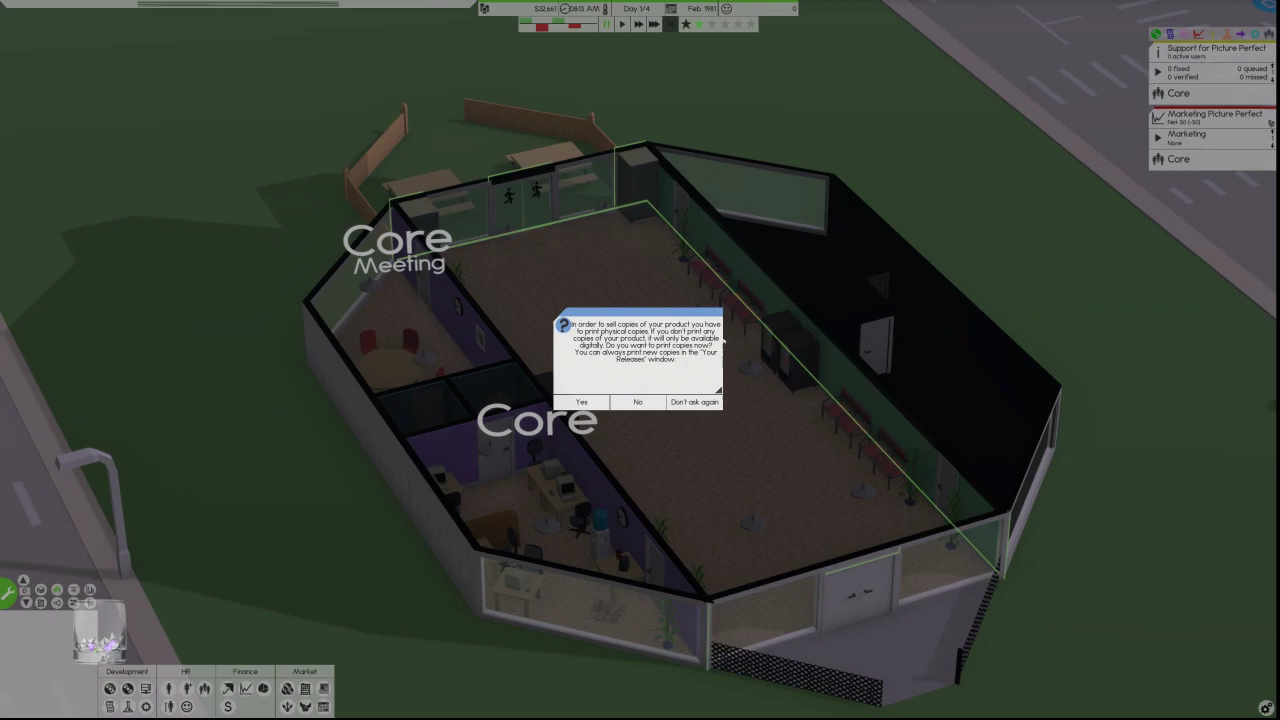 $32,661
08:13 AM
Day 1/4
Feb. 1981
0
Support for Picture Perfect
0 active users
0 fixed 0 queued
0 verified 0 missed
Core
Marketing Picture Perfect
Marketing
None
Core
Core
Meeting
In order to sell copies of your product you have
to print physical copies. If you don't print any
copies of your product, it will only be available
digitally. Do you want to print copies now?
You can always print new copies in the "Your
Releases" window.
Yes No Don't ask again
Core
Development HR Finance Market